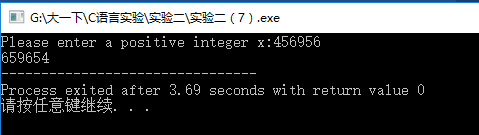 G:\大一下\C语言实验\实验二\实验二（7）.exe
Please enter a positive integer x:456956
659654
--------------------------------
Process exited after 3.69 seconds with return value 0
请按任意键继续. . .